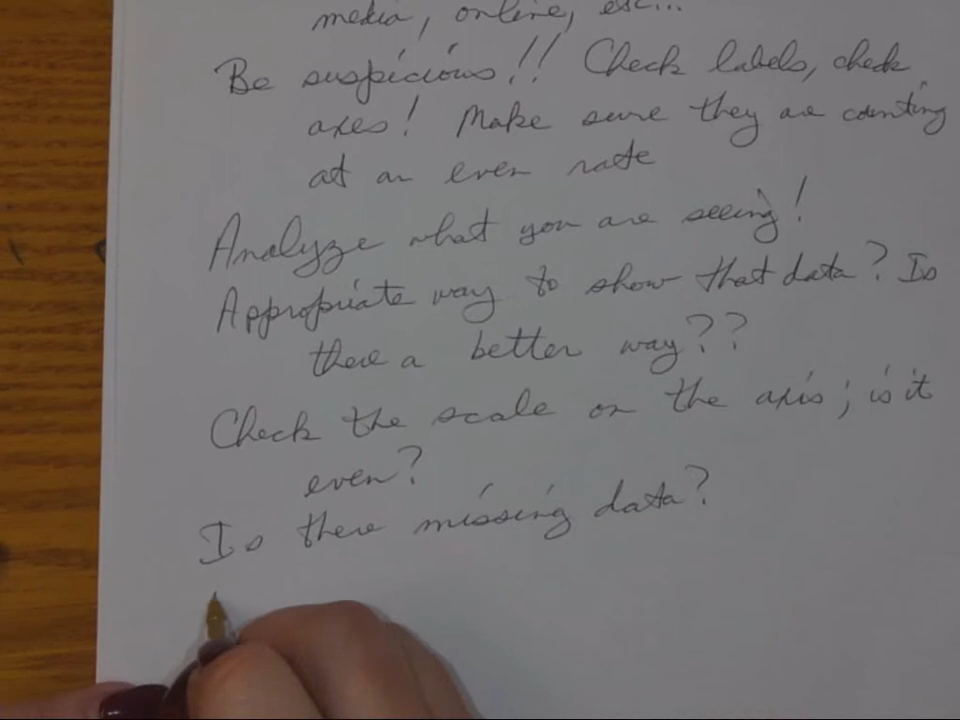 media, online, etc...
Be suspicious!! Check labels, check
axes! Make sure they are counting
at an even rate
Analyze what you are seeing!
Appropriate way to show that data? Is
there a better way??
Check the scale on the axis; is it
even?
Is there missing data?